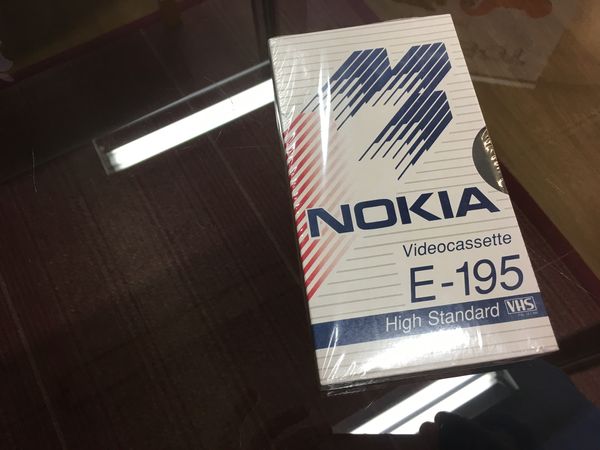 NOKIA
Videocassette
E-195
High Standard VHS